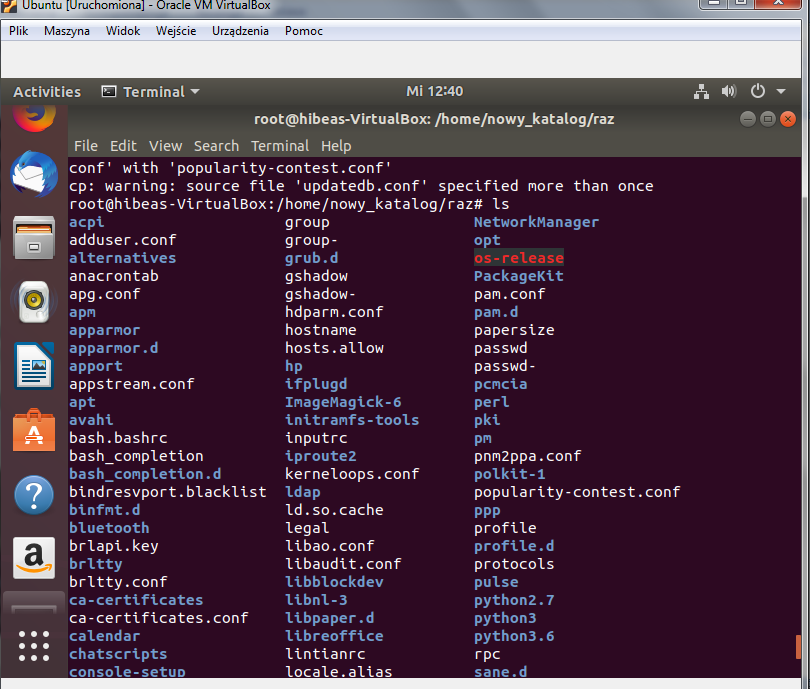 Ubuntu [Uruchomiona] - Oracle VM VirtualBox
Plik Maszyna Widok Wejście Urządzenia Pomoc
Activities Terminal Mi 12:40
root@hibeas-VirtualBox: /home/nowy_katalog/raz
File Edit View Search Terminal Help
conf' with 'popularity-contest.conf'
cp: warning: source file 'updatedb.conf' specified more than once
root@hibeas-VirtualBox:/home/nowy_katalog/raz# ls
acpi group NetworkManager
adduser.conf group- opt
alternatives grub.d os-release
anacrontab gshadow PackageKit
apg.conf gshadow- pam.conf
apm hdparm.conf pam.d
apparmor hostname papersize
apparmor.d hosts.allow passwd
apport hp passwd-
appstream.conf ifplugd pcmcia
apt ImageMagick-6 perl
avahi initramfs-tools pki
bash.bashrc inputrc pm
bash_completion iproute2 pnm2ppa.conf
bash_completion.d kerneloops.conf polkit-1
bindresvport.blacklist ldap popularity-contest.conf
binfmt.d ld.so.cache ppp
bluetooth legal profile
brlapi.key libao.conf profile.d
brltty libaudit.conf protocols
brltty.conf libblockdev pulse
ca-certificates libnl-3 python2.7
ca-certificates.conf libpaper.d python3
calendar libreoffice python3.6
chatscripts lintianrc rpc
console-setup locale.alias sane.d